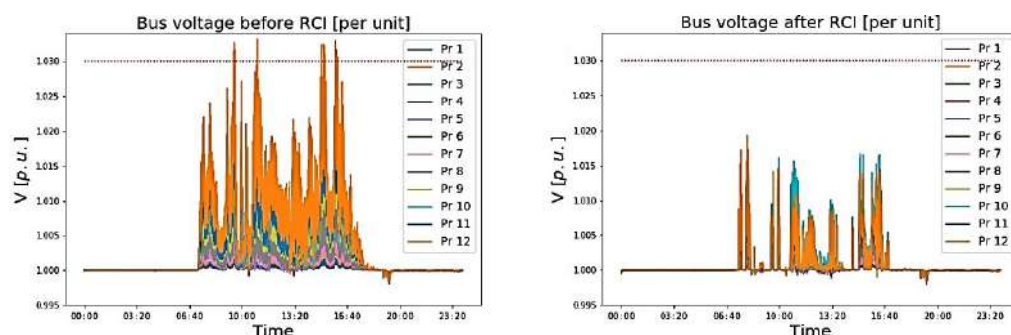 Bus voltage before RCI [per unit]
V [p.u.]
1.030
1.025
1.020
1.015
1.010
1.005
1.000
0.995
00:00 03:20 06:40 10:00 13:20 16:40 20:00 23:20
Time
Pr 1
Pr 2
Pr 3
Pr 4
Pr 5
Pr 6
Pr 7
Pr 8
Pr 9
Pr 10
Pr 11
Pr 12
Bus voltage after RCI [per unit]
V [p.u.]
1.030
1.025
1.020
1.015
1.010
1.005
1.000
0.995
00:00 03:20 06:40 10:00 13:20 16:40 20:00 23:20
Time
Pr 1
Pr 2
Pr 3
Pr 4
Pr 5
Pr 6
Pr 7
Pr 8
Pr 9
Pr 10
Pr 11
Pr 12